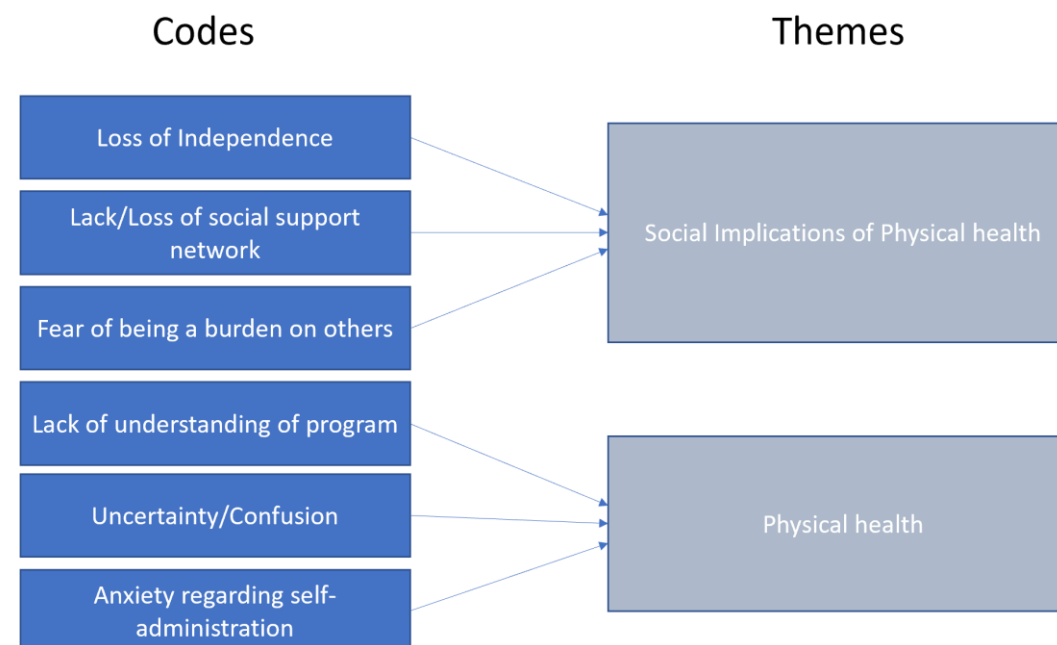 Codes
Themes
Loss of Independence
Lack/Loss of social support
network
Fear of being a burden on others
Lack of understanding of program
Uncertainty/Confusion
Anxiety regarding self-
administration
Social Implications of Physical health
Physical health